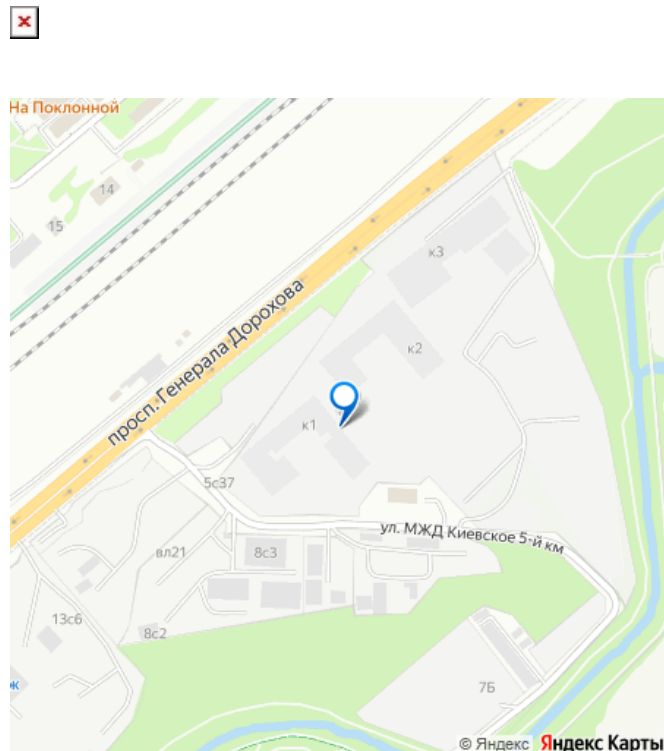 На Поклонной
14
15
к3
просп. Генерала Дорохова
к2
к1
5с37
ул. МЖД Киевское 5-й км
вл21
8с3
13с6
8с2
ж
7Б
© Яндекс Яндекс Карты